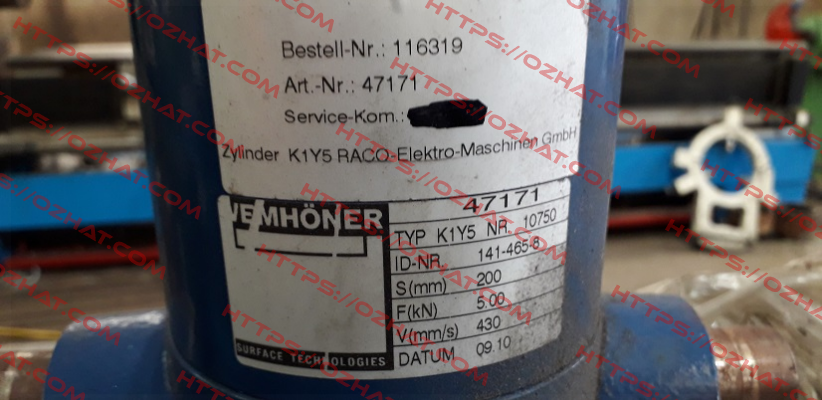 Bestell-Nr.: 116319
Art.-Nr.: 47171
Service-Kom.:
Zylinder K1Y5 RACO-Elektro-Maschinen GmbH
WEMHÖNER
SURFACE TECHNOLOGIES
47171
TYP K1Y5 NR. 10750
ID-NR. 141-465-8
S(mm) 200
F(kN) 5.00
V(mm/s) 430
DATUM 09.10
HTTPS://OZHAT.COM